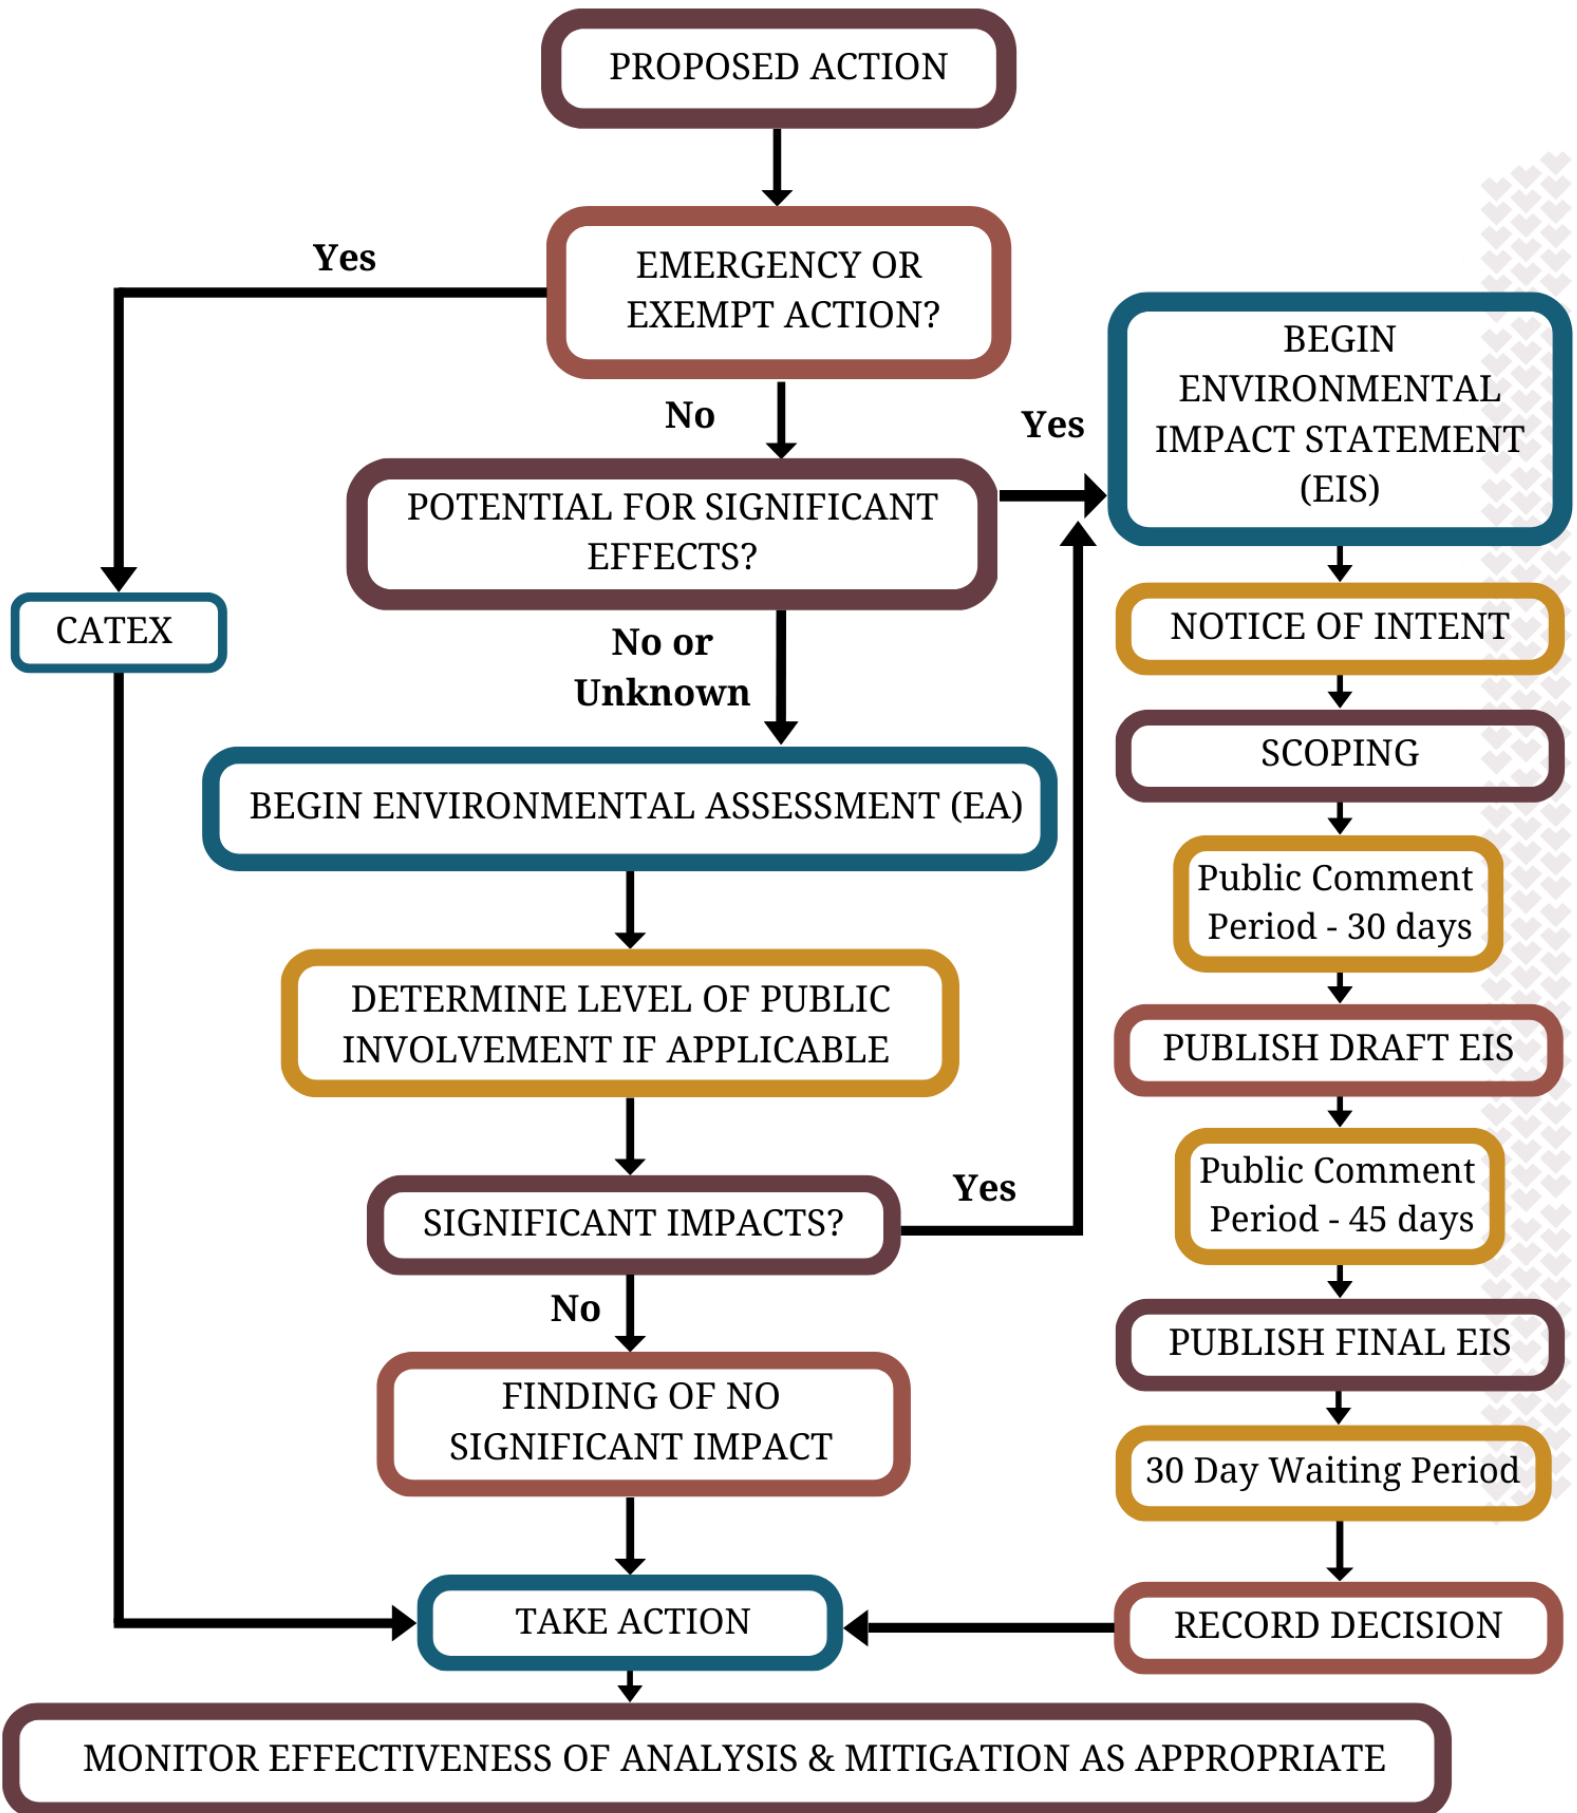 PROPOSED ACTION
EMERGENCY OR
EXEMPT ACTION?
Yes
No
POTENTIAL FOR SIGNIFICANT
EFFECTS?
Yes
No or
Unknown
CATEX
BEGIN ENVIRONMENTAL ASSESSMENT (EA)
DETERMINE LEVEL OF PUBLIC
INVOLVEMENT IF APPLICABLE
SIGNIFICANT IMPACTS?
Yes
No
FINDING OF NO
SIGNIFICANT IMPACT
BEGIN
ENVIRONMENTAL
IMPACT STATEMENT
(EIS)
NOTICE OF INTENT
SCOPING
Public Comment
Period - 30 days
PUBLISH DRAFT EIS
Public Comment
Period - 45 days
PUBLISH FINAL EIS
30 Day Waiting Period
RECORD DECISION
TAKE ACTION
MONITOR EFFECTIVENESS OF ANALYSIS & MITIGATION AS APPROPRIATE